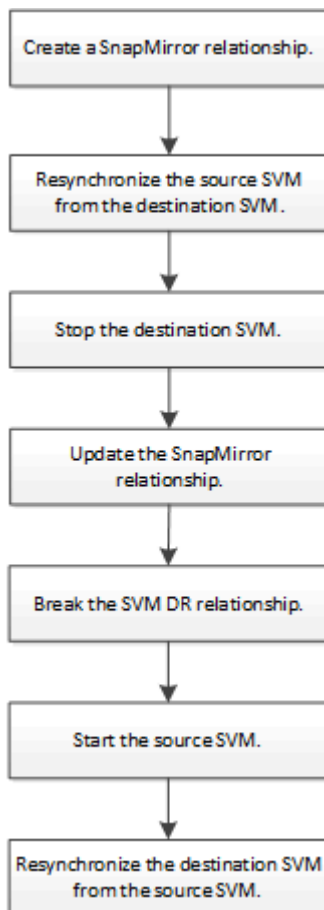 Create a SnapMirror relationship.
Resynchronize the source SVM
from the destination SVM.
Stop the destination SVM.
Update the SnapMirror
relationship.
Break the SVM DR relationship.
Start the source SVM.
Resynchronize the destination SVM
from the source SVM.